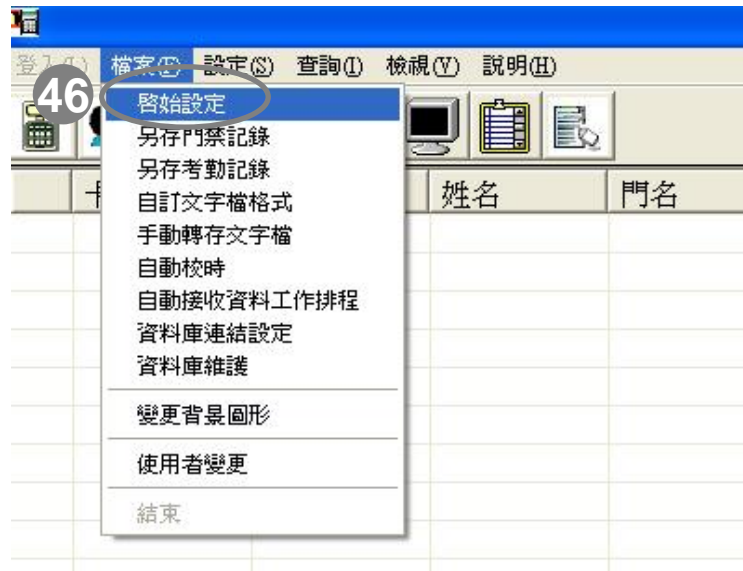 檔案(F) 設定(S) 查詢(I) 檢視(V) 說明(H)
46
啓始設定
另存門禁記錄
另存考勤記錄
自訂文字檔格式
手動轉存文字檔
自動校時
自動接收資料工作排程
資料庫連結設定
資料庫維護
變更背景圖形
使用者變更
結束
姓名 門名